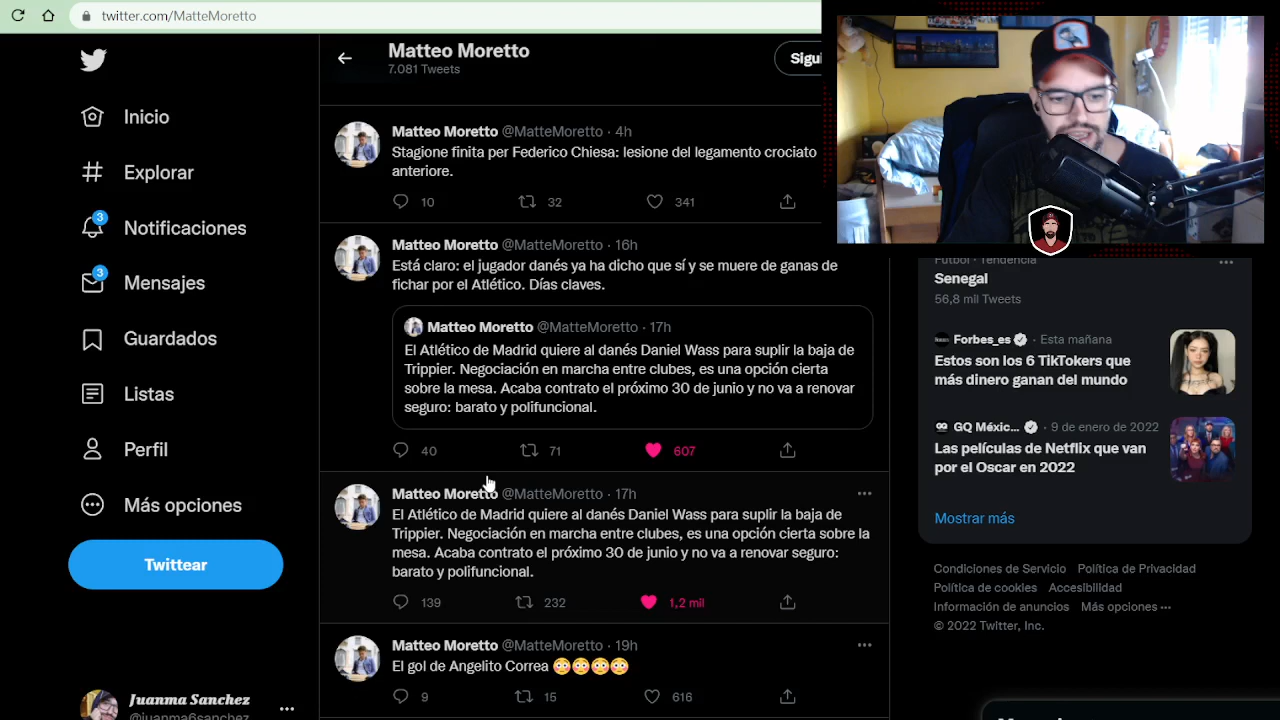 twitter.com/MatteMoretto
Matteo Moretto
7.081 Tweets
Sigui
Inicio
Explorar
3
Notificaciones
3
Mensajes
Guardados
Listas
Perfil
Más opciones
Twittear
Juanma Sanchez
@juanma6sanchez
Matteo Moretto @MatteMoretto · 4h
Stagione finita per Federico Chiesa: lesione del legamento crociato
anteriore.
10 32 341
Matteo Moretto @MatteMoretto · 16h
Está claro: el jugador danés ya ha dicho que sí y se muere de ganas de
fichar por el Atlético. Días claves.
Matteo Moretto @MatteMoretto · 17h
El Atlético de Madrid quiere al danés Daniel Wass para suplir la baja de
Trippier. Negociación en marcha entre clubes, es una opción cierta
sobre la mesa. Acaba contrato el próximo 30 de junio y no va a renovar
seguro: barato y polifuncional.
40 71 607
Matteo Moretto @MatteMoretto · 17h
El Atlético de Madrid quiere al danés Daniel Wass para suplir la baja de
Trippier. Negociación en marcha entre clubes, es una opción cierta sobre la
mesa. Acaba contrato el próximo 30 de junio y no va a renovar seguro:
barato y polifuncional.
139 232 1,2 mil
Matteo Moretto @MatteMoretto · 19h
El gol de Angelito Correa 😳😳😳😳
9 15 616
Fútbol · Tendencia
Senegal
56,8 mil Tweets
Forbes_es · Esta mañana
Estos son los 6 TikTokers que
más dinero ganan del mundo
GQ Méxic... · 9 de enero de 2022
Las películas de Netflix que van
por el Oscar en 2022
Mostrar más
Condiciones de Servicio Política de Privacidad
Política de cookies Accesibilidad
Información de anuncios Más opciones ···
© 2022 Twitter, Inc.